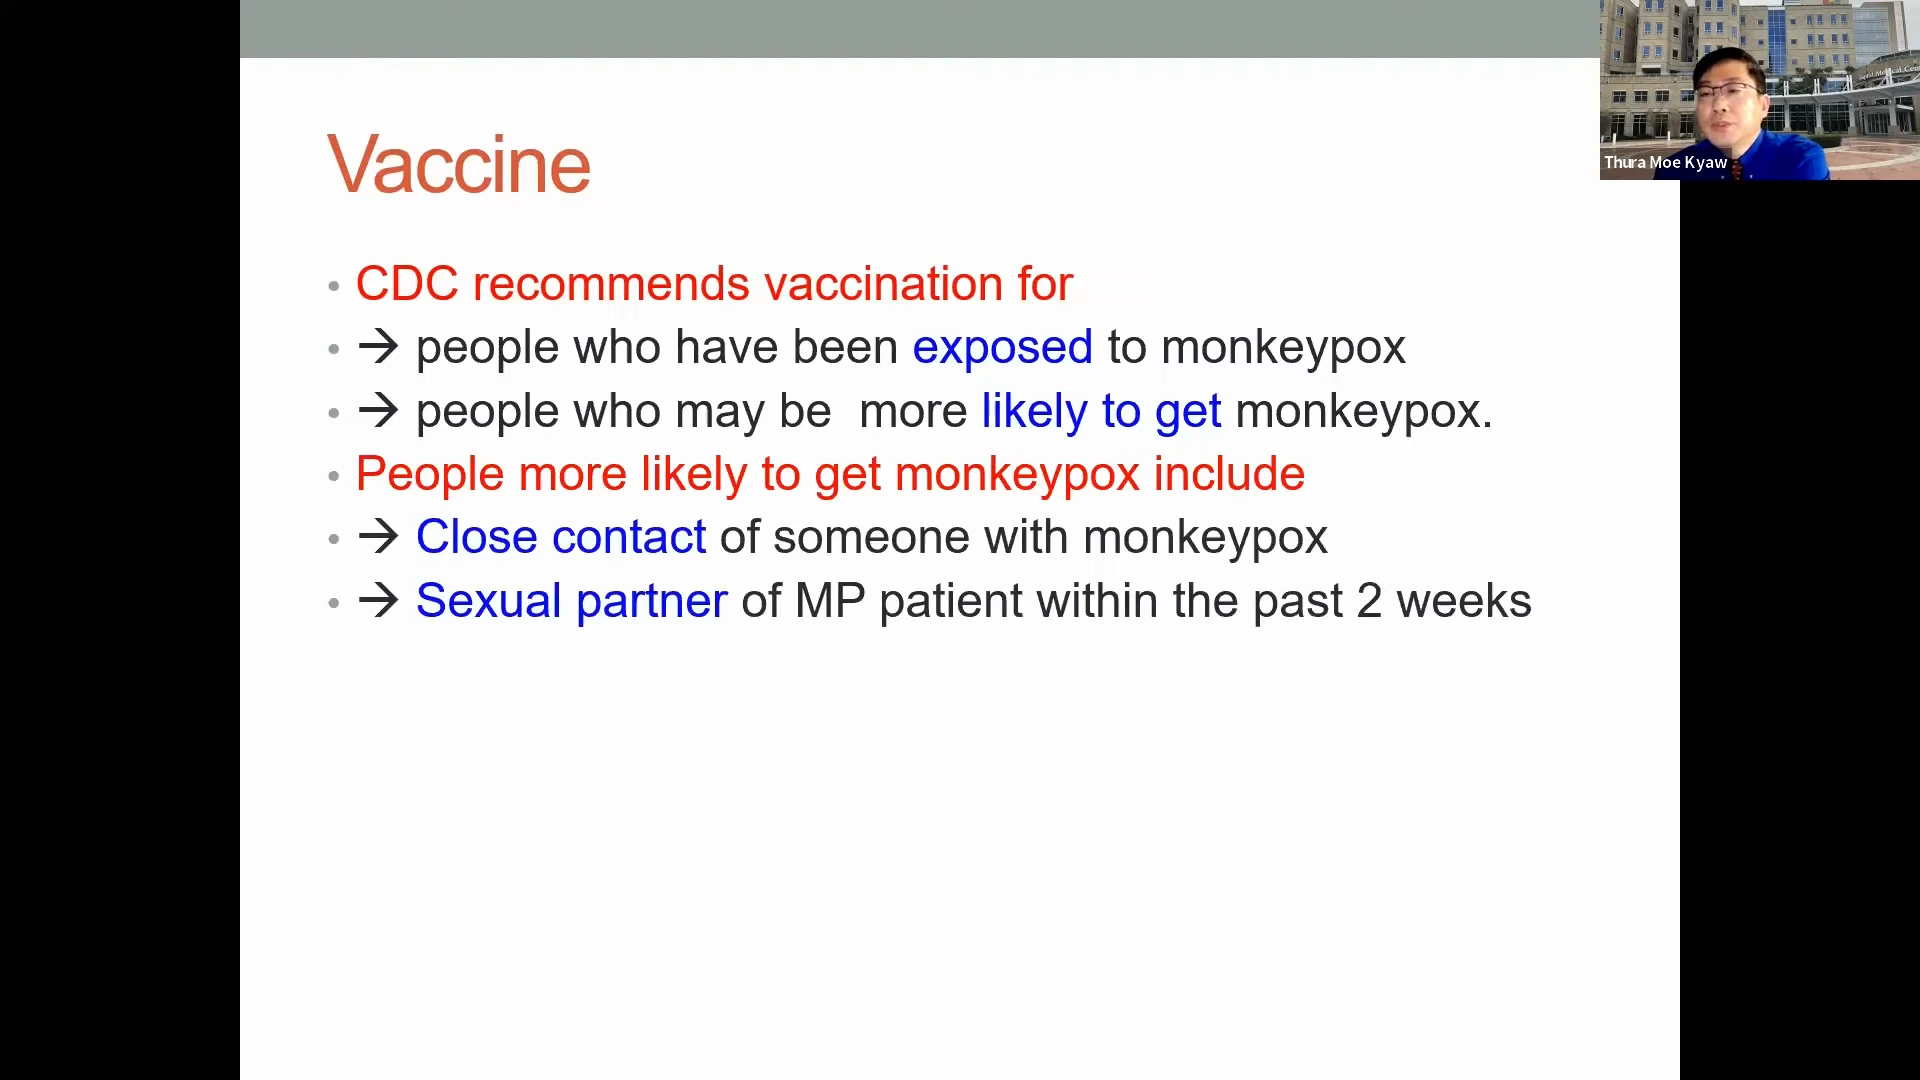 Vaccine
• CDC recommends vaccination for
• → people who have been exposed to monkeypox
• → people who may be  more likely to get monkeypox.
• People more likely to get monkeypox include
• → Close contact of someone with monkeypox
• → Sexual partner of MP patient within the past 2 weeks
Thura Moe Kyaw